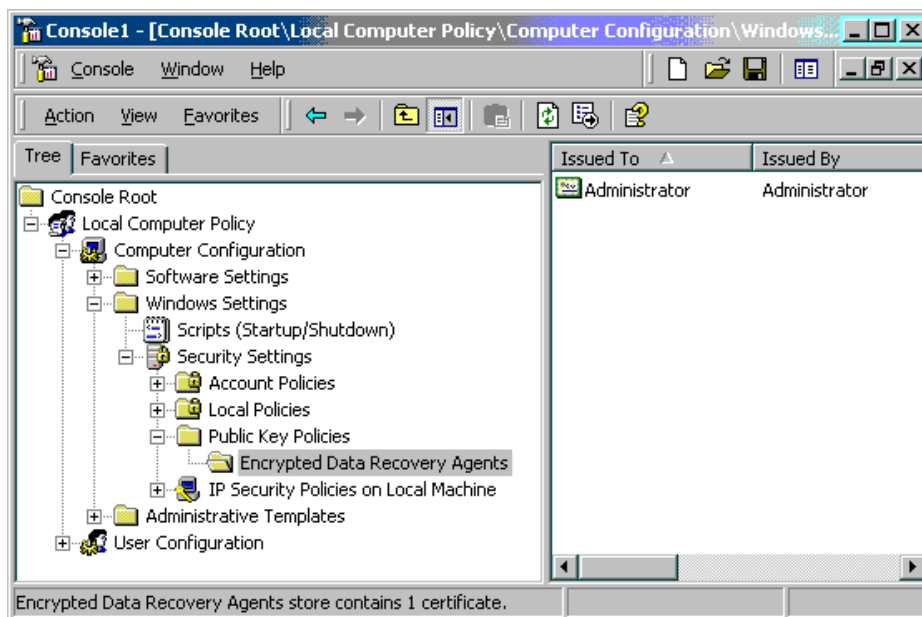 Console1 - [Console Root\Local Computer Policy\Computer Configuration\Windows...
Console Window Help
Action View Favorites
Tree Favorites
Issued To Issued By
Console Root
Local Computer Policy
Computer Configuration
Software Settings
Windows Settings
Scripts (Startup/Shutdown)
Security Settings
Account Policies
Local Policies
Public Key Policies
Encrypted Data Recovery Agents
IP Security Policies on Local Machine
Administrative Templates
User Configuration
Administrator Administrator
Encrypted Data Recovery Agents store contains 1 certificate.